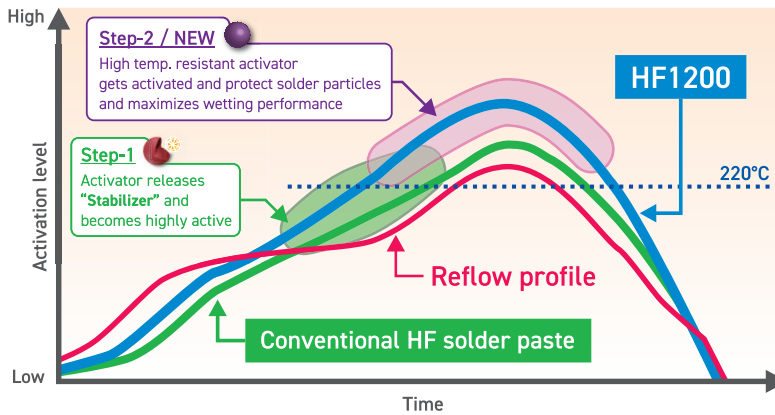 High
Step-2 / NEW
High temp. resistant activator
gets activated and protect solder particles
and maximizes wetting performance
HF1200
Step-1
Activator releases
“Stabilizer” and
becomes highly active
220°C
Activation level
Reflow profile
Conventional HF solder paste
Low
Time